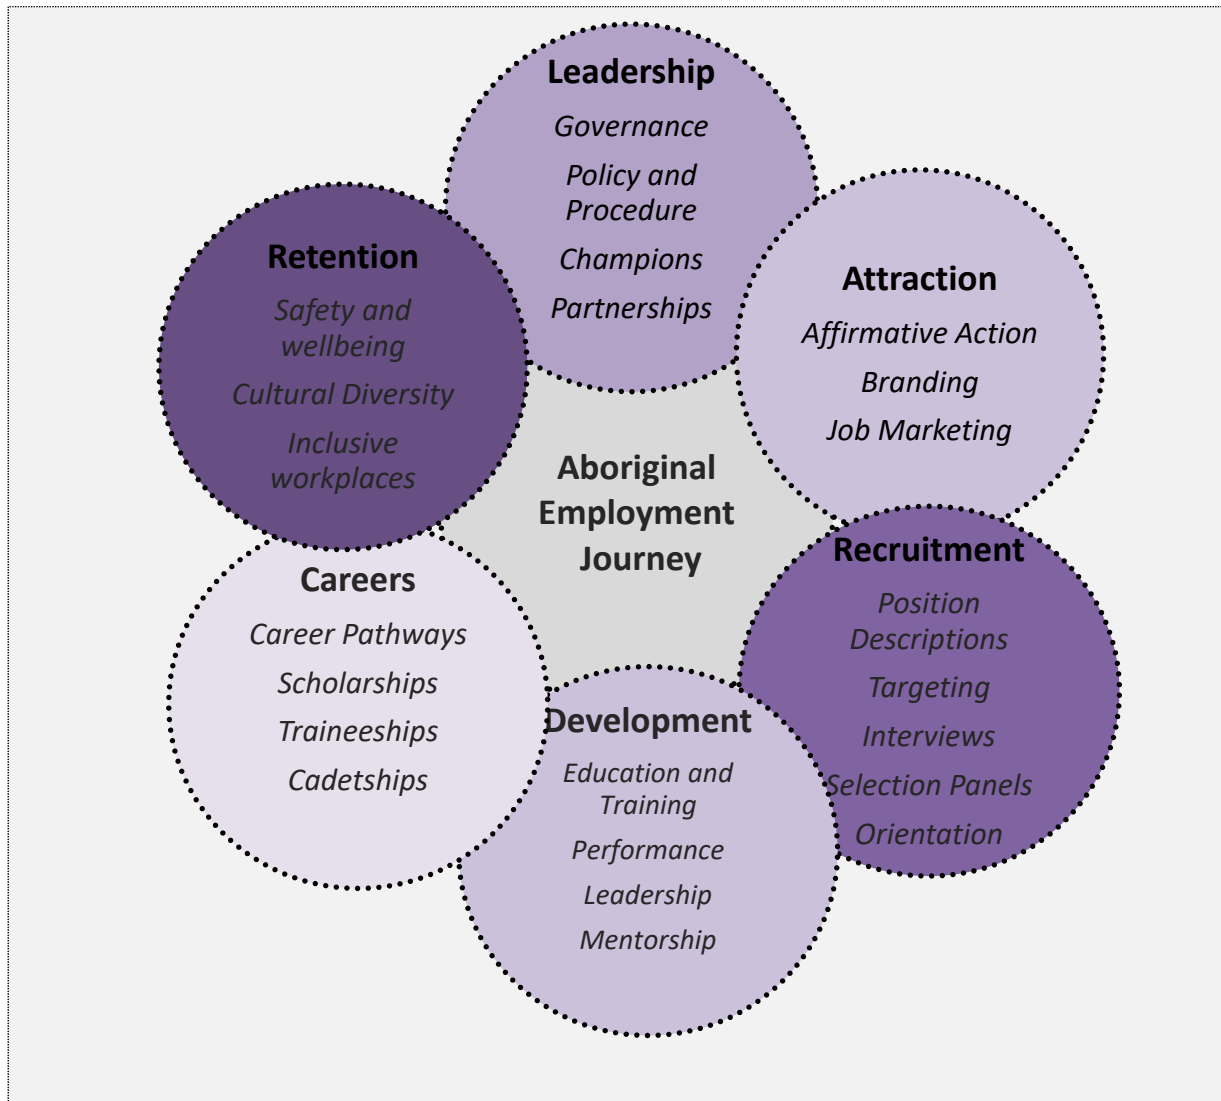 Leadership
Governance
Policy and
Procedure
Champions
Partnerships
Attraction
Affirmative Action
Branding
Job Marketing
Recruitment
Position
Descriptions
Targeting
Interviews
Selection Panels
Orientation
Development
Education and
Training
Performance
Leadership
Mentorship
Careers
Career Pathways
Scholarships
Traineeships
Cadetships
Retention
Safety and
wellbeing
Cultural Diversity
Inclusive
workplaces
Aboriginal
Employment
Journey